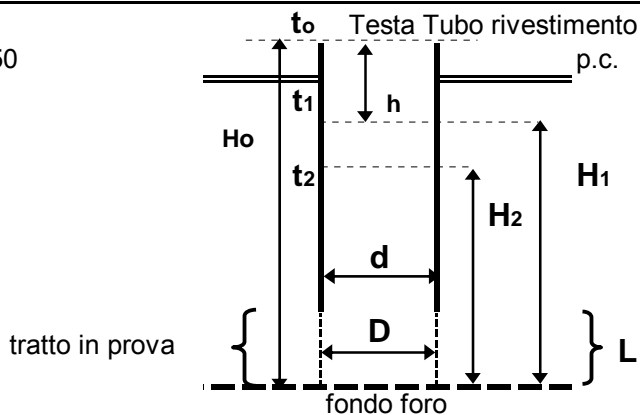 to Testa Tubo rivestimento
50 p.c.
t1 h
Ho
t2 H1
H2
d
tratto in prova D L
fondo foro